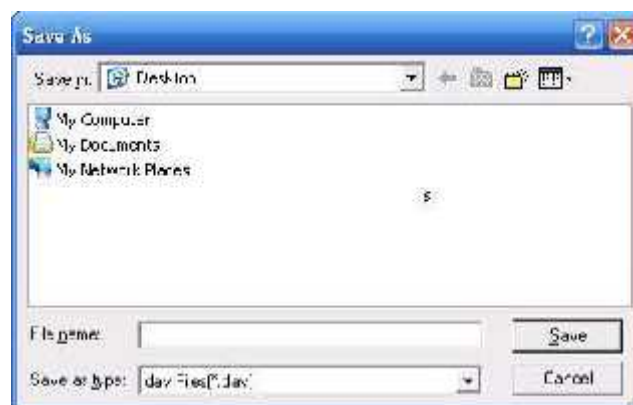 Save As
Save in: Desktop
My Computer
My Documents
My Network Places
s
File name: Save
Save as type: dav Files(*.dav) Cancel